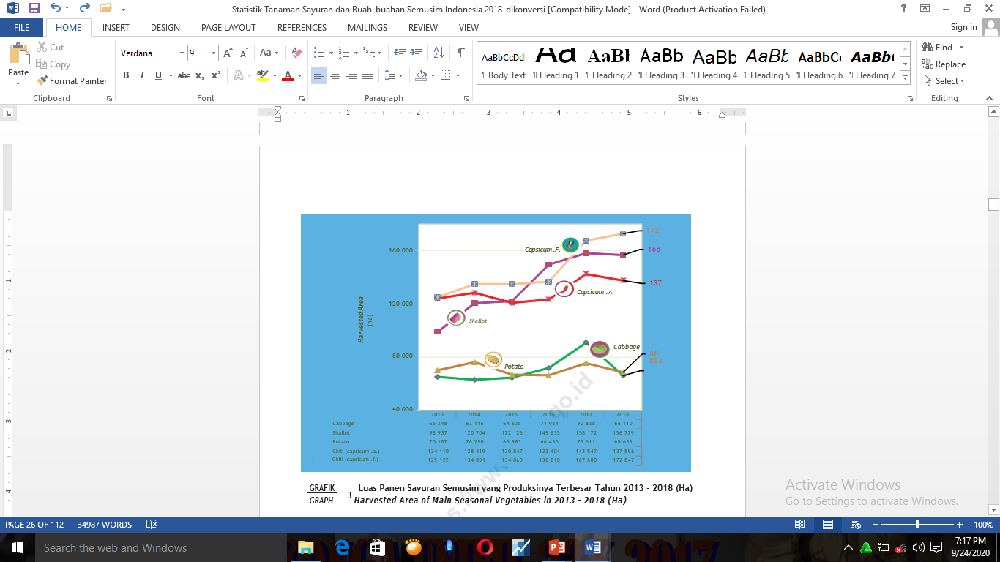 Statistik Tanaman Sayuran dan Buah-buahan Semusim Indonesia 2018-dikonversi [Compatibility Mode] - Word (Product Activation Failed)
FILE HOME INSERT DESIGN PAGE LAYOUT REFERENCES MAILINGS REVIEW VIEW Sign in
Paste
Cut
Copy
Format Painter
Clipboard
Verdana 9
Font
Paragraph
AaBbCcDd Aa AaBb AaBb AaBb AaBb AaBbCc AaBb
¶ Body Text ¶ Heading 1 ¶ Heading 2 ¶ Heading 3 ¶ Heading 4 ¶ Heading 5 ¶ Heading 6 ¶ Heading 7
Styles
Find
Replace
Select
Editing
1 2 3 4 5 6
1
2
3
4
Harvested Area
(ha)
160 000
120 000
80 000
40 000
Capsicum .F.
Capsicum .A.
Shallot
Cabbage
Potato
172
156
137
68
683
2013 2014 2015 2016 2017 2018
Cabbage 65 248 63 116 64 625 71 934 90 838 66 110
Shallot 98 937 120 704 122 126 149 635 158 172 156 779
Potato 70 187 76 290 66 983 66 450 75 611 68 683
Chili (capsicum .a.) 124 110 128 419 120 847 123 404 142 547 137 596
Chili (capsicum .f.) 125 122 134 891 134 869 136 818 167 600 172 847
GRAFIK Luas Panen Sayuran Semusim yang Produksinya Terbesar Tahun 2013 - 2018 (Ha)
GRAPH 3 Harvested Area of Main Seasonal Vegetables in 2013 - 2018 (Ha)
Activate Windows
Go to Settings to activate Windows.
PAGE 26 OF 112 34987 WORDS 100%
Search the web and Windows
7:17 PM
9/24/2020